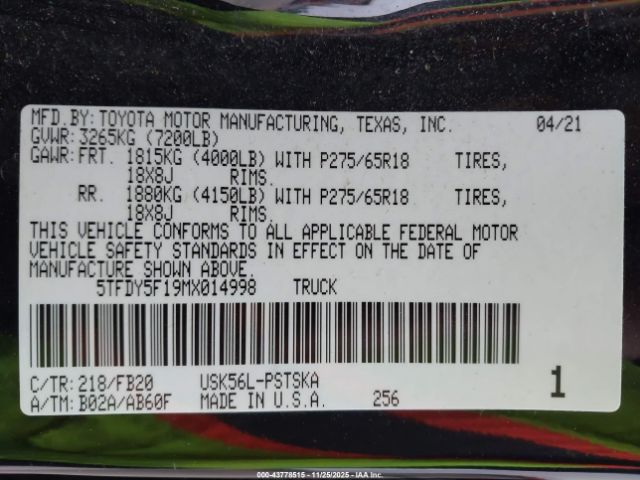 MFD.BY:TOYOTA MOTOR MANUFACTURING, TEXAS, INC. 04/21
GVWR:3265KG (7200LB)
GAWR:FRT. 1815KG (4000LB) WITH P275/65R18 TIRES,
18X8J RIMS.
RR. 1880KG (4150LB) WITH P275/65R18 TIRES,
18X8J RIMS.
THIS VEHICLE CONFORMS TO ALL APPLICABLE FEDERAL MOTOR
VEHICLE SAFETY STANDARDS IN EFFECT ON THE DATE OF
MANUFACTURE SHOWN ABOVE.
5TFDY5F19MX014998 TRUCK
C/TR:218/FB20 USK56L-PSTSKA
A/TM:B02A/AB60F MADE IN U.S.A. 256 1
000-43778515 - 11/25/2025 - IAA Inc.